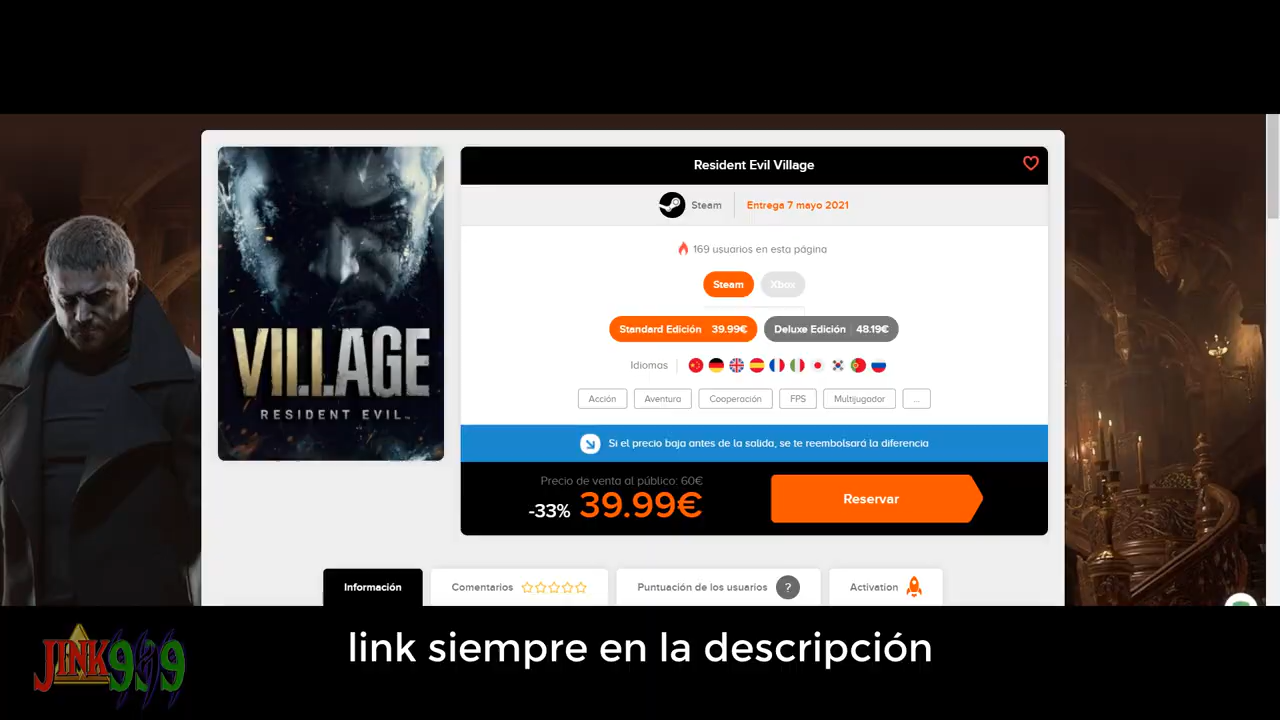 Resident Evil Village
Steam
Entrega 7 mayo 2021
169 usuarios en esta página
Steam
Xbox
Standard Edición 39.99€
Deluxe Edición 48.19€
Idiomas
Acción
Aventura
Cooperación
FPS
Multijugador
...
Si el precio baja antes de la salida, se te reembolsará la diferencia
Precio de venta al público: 60€
-33% 39.99€
Reservar
VILLAGE
RESIDENT EVIL™
Información
Comentarios
Puntuación de los usuarios ?
Activation
JINK999
link siempre en la descripción